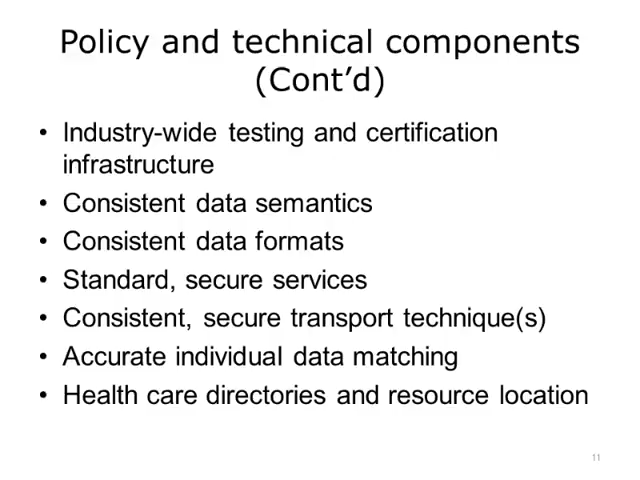 Policy and technical components
(Cont’d)
• Industry-wide testing and certification
infrastructure
• Consistent data semantics
• Consistent data formats
• Standard, secure services
• Consistent, secure transport technique(s)
• Accurate individual data matching
• Health care directories and resource location
11